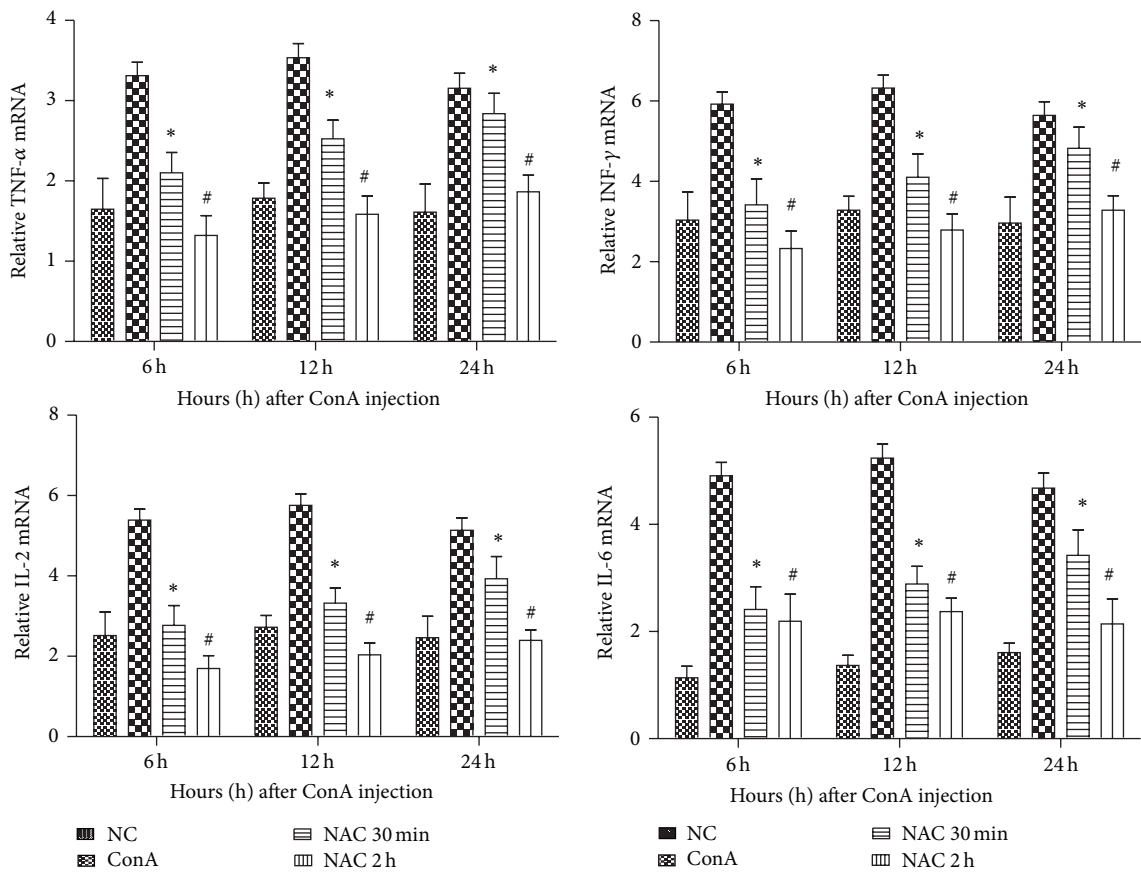 4
3
2
1
0
Relative TNF-α mRNA
*
#
*
#
*
#
6 h
12 h
24 h
Hours (h) after ConA injection
8
6
4
2
0
Relative INF-γ mRNA
*
#
*
#
*
#
6 h
12 h
24 h
Hours (h) after ConA injection
8
6
4
2
0
Relative IL-2 mRNA
*
#
*
#
*
#
6 h
12 h
24 h
Hours (h) after ConA injection
NC
ConA
NAC 30 min
NAC 2 h
6
4
2
0
Relative IL-6 mRNA
*
#
*
#
*
#
6 h
12 h
24 h
Hours (h) after ConA injection
NC
ConA
NAC 30 min
NAC 2 h